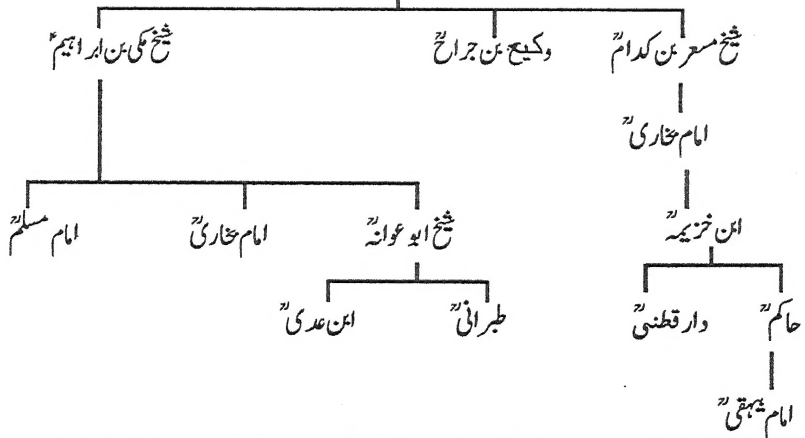 شیخ مسعر بن کدامؒ وکیع بن جراحؒ شیخ مکی بن ابراہیمؒ
امام بخاریؒ
ابن خزیمہؒ شیخ ابو عوانہؒ امام بخاریؒ امام مسلمؒ
حاکمؒ دار قطنیؒ طبرانیؒ ابن عدیؒ
امام بیہقیؒ